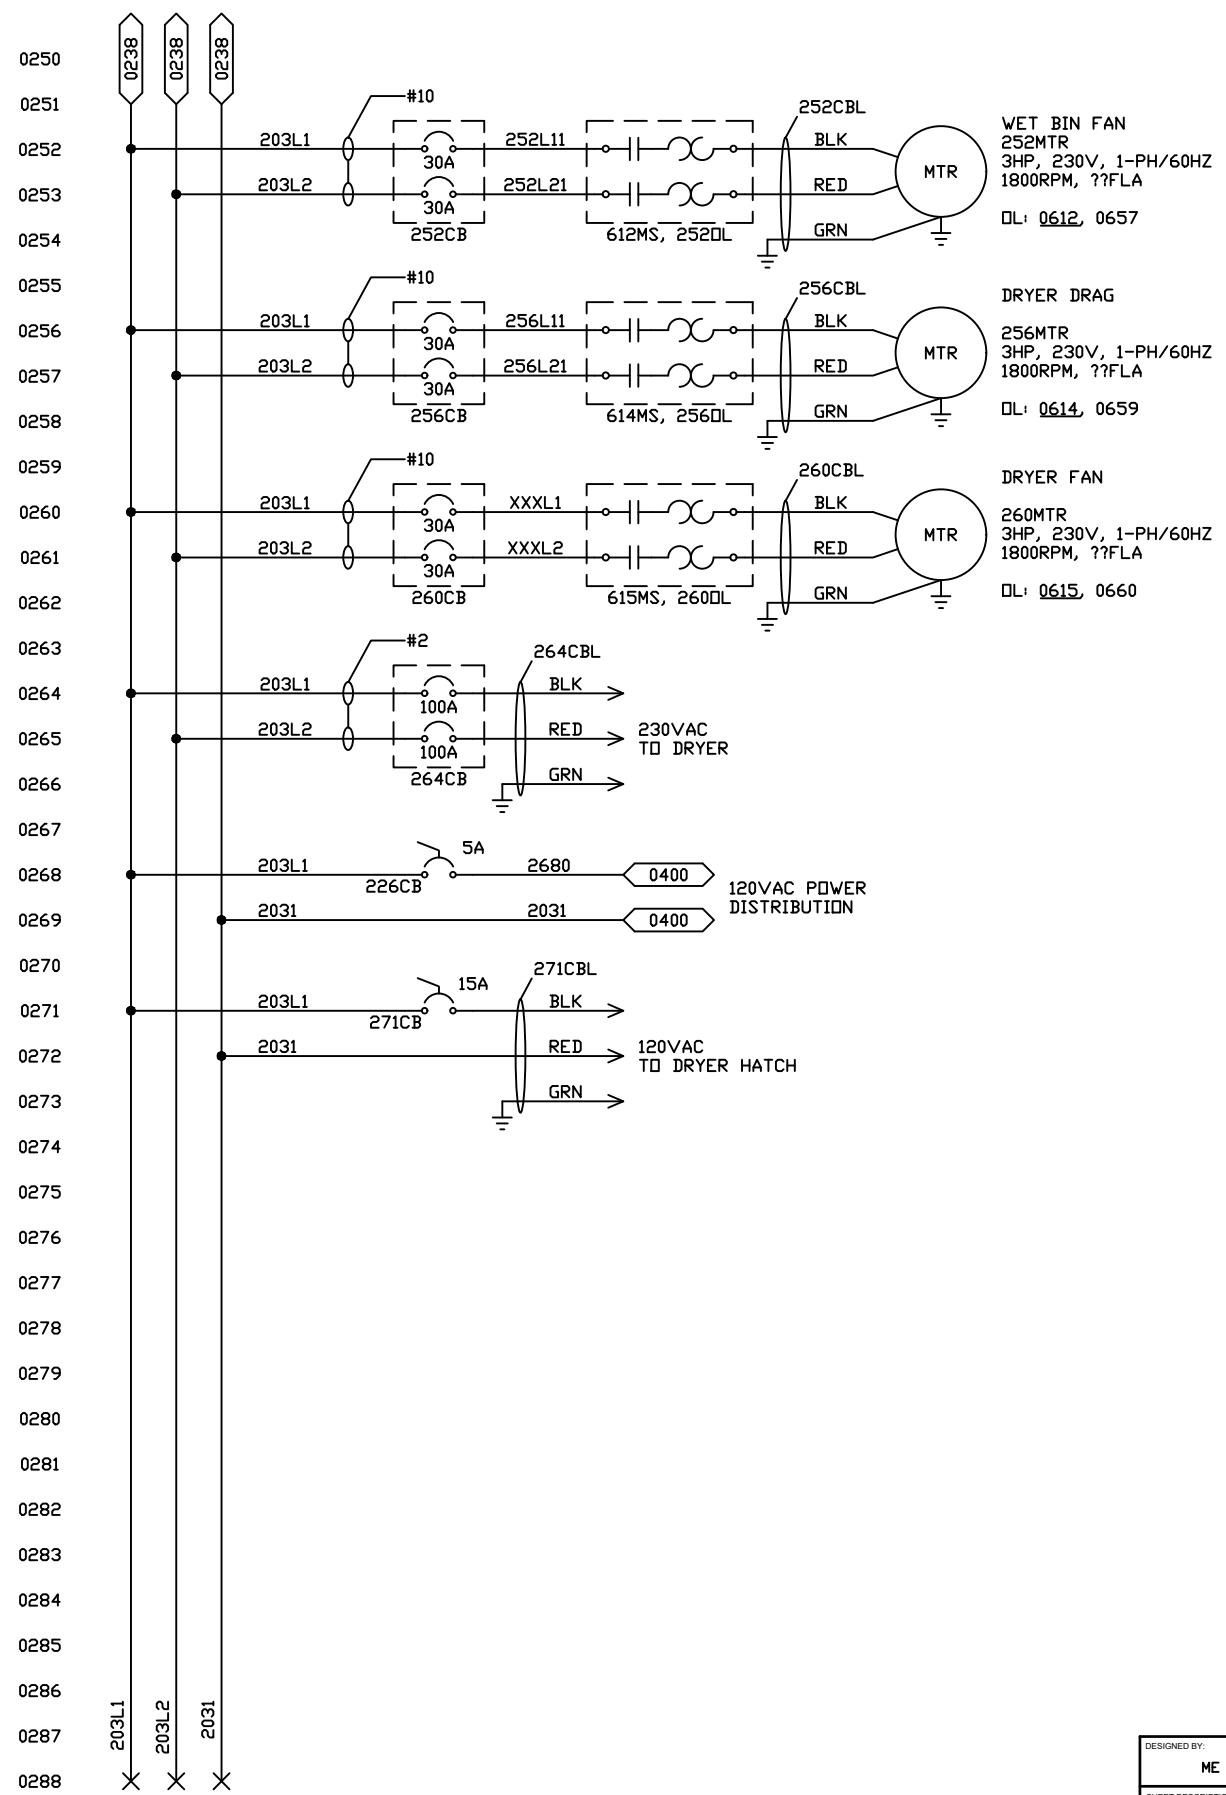 0238 0238 0238
0250
0251
#10 252CBL
0252 203L1 30A 252L11 BLK
0253 203L2 30A 252L21 RED
MTR
WET BIN FAN
252MTR
3HP, 230V, 1-PH/60HZ
1800RPM, ??FLA
OL: 0612, 0657
0254 252CB 612MS, 252OL GRN
0255
#10 256CBL
0256 203L1 30A 256L11 BLK
0257 203L2 30A 256L21 RED
MTR
DRYER DRAG
256MTR
3HP, 230V, 1-PH/60HZ
1800RPM, ??FLA
OL: 0614, 0659
0258 256CB 614MS, 256OL GRN
0259
#10 260CBL
0260 203L1 30A XXXL1 BLK
0261 203L2 30A XXXL2 RED
MTR
DRYER FAN
260MTR
3HP, 230V, 1-PH/60HZ
1800RPM, ??FLA
OL: 0615, 0660
0262 260CB 615MS, 260OL GRN
0263
#2 264CBL
0264 203L1 100A BLK
0265 203L2 100A RED
230VAC
TO DRYER
0266 264CB GRN
0267
0268 203L1 226CB 5A 2680 0400
120VAC POWER
DISTRIBUTION
0269 2031 2031 0400
0270
271CBL
0271 203L1 271CB 15A BLK
0272 2031 RED
120VAC
TO DRYER HATCH
0273 GRN
0274
0275
0276
0277
0278
0279
0280
0281
0282
0283
0284
0285
0286
0287
203L1 203L2 2031
0288
DESIGNED BY:
ME